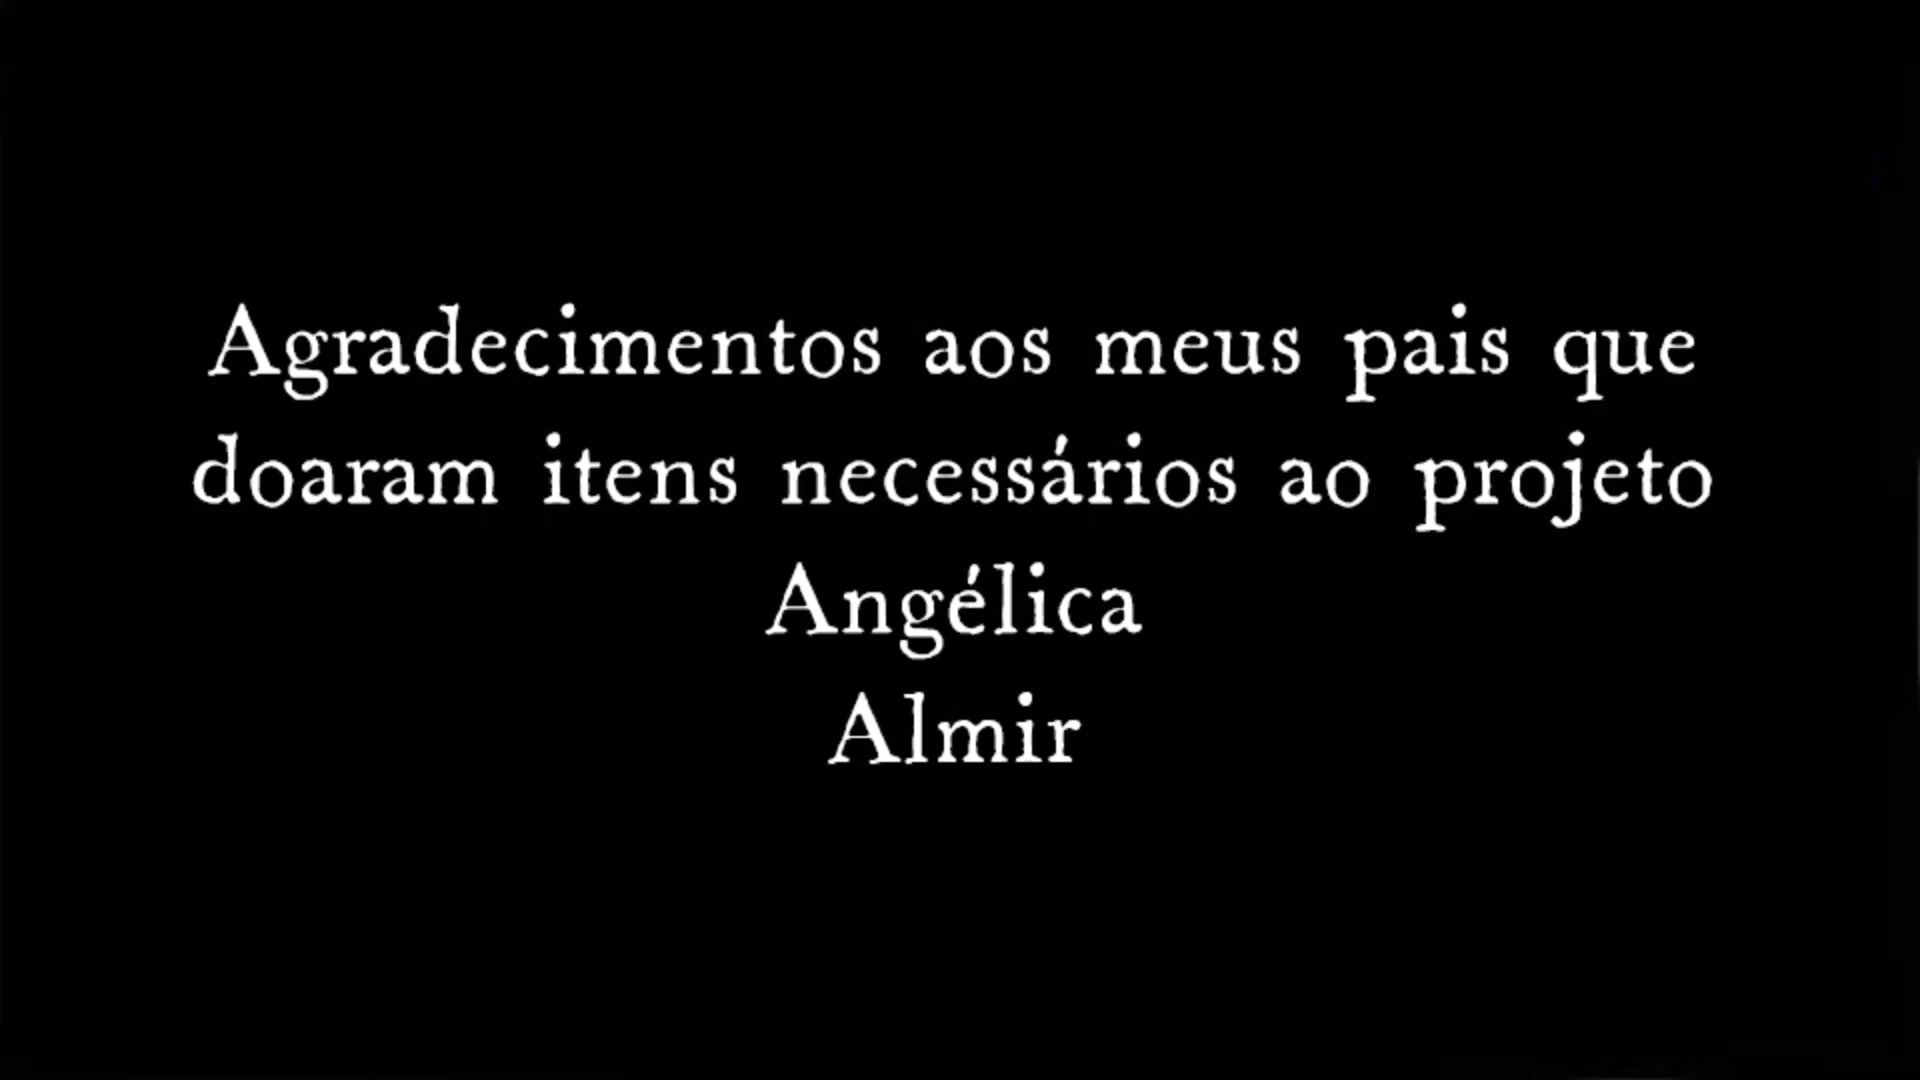 Agradecimentos aos meus pais que
doaram itens necessários ao projeto
Angélica
Almir